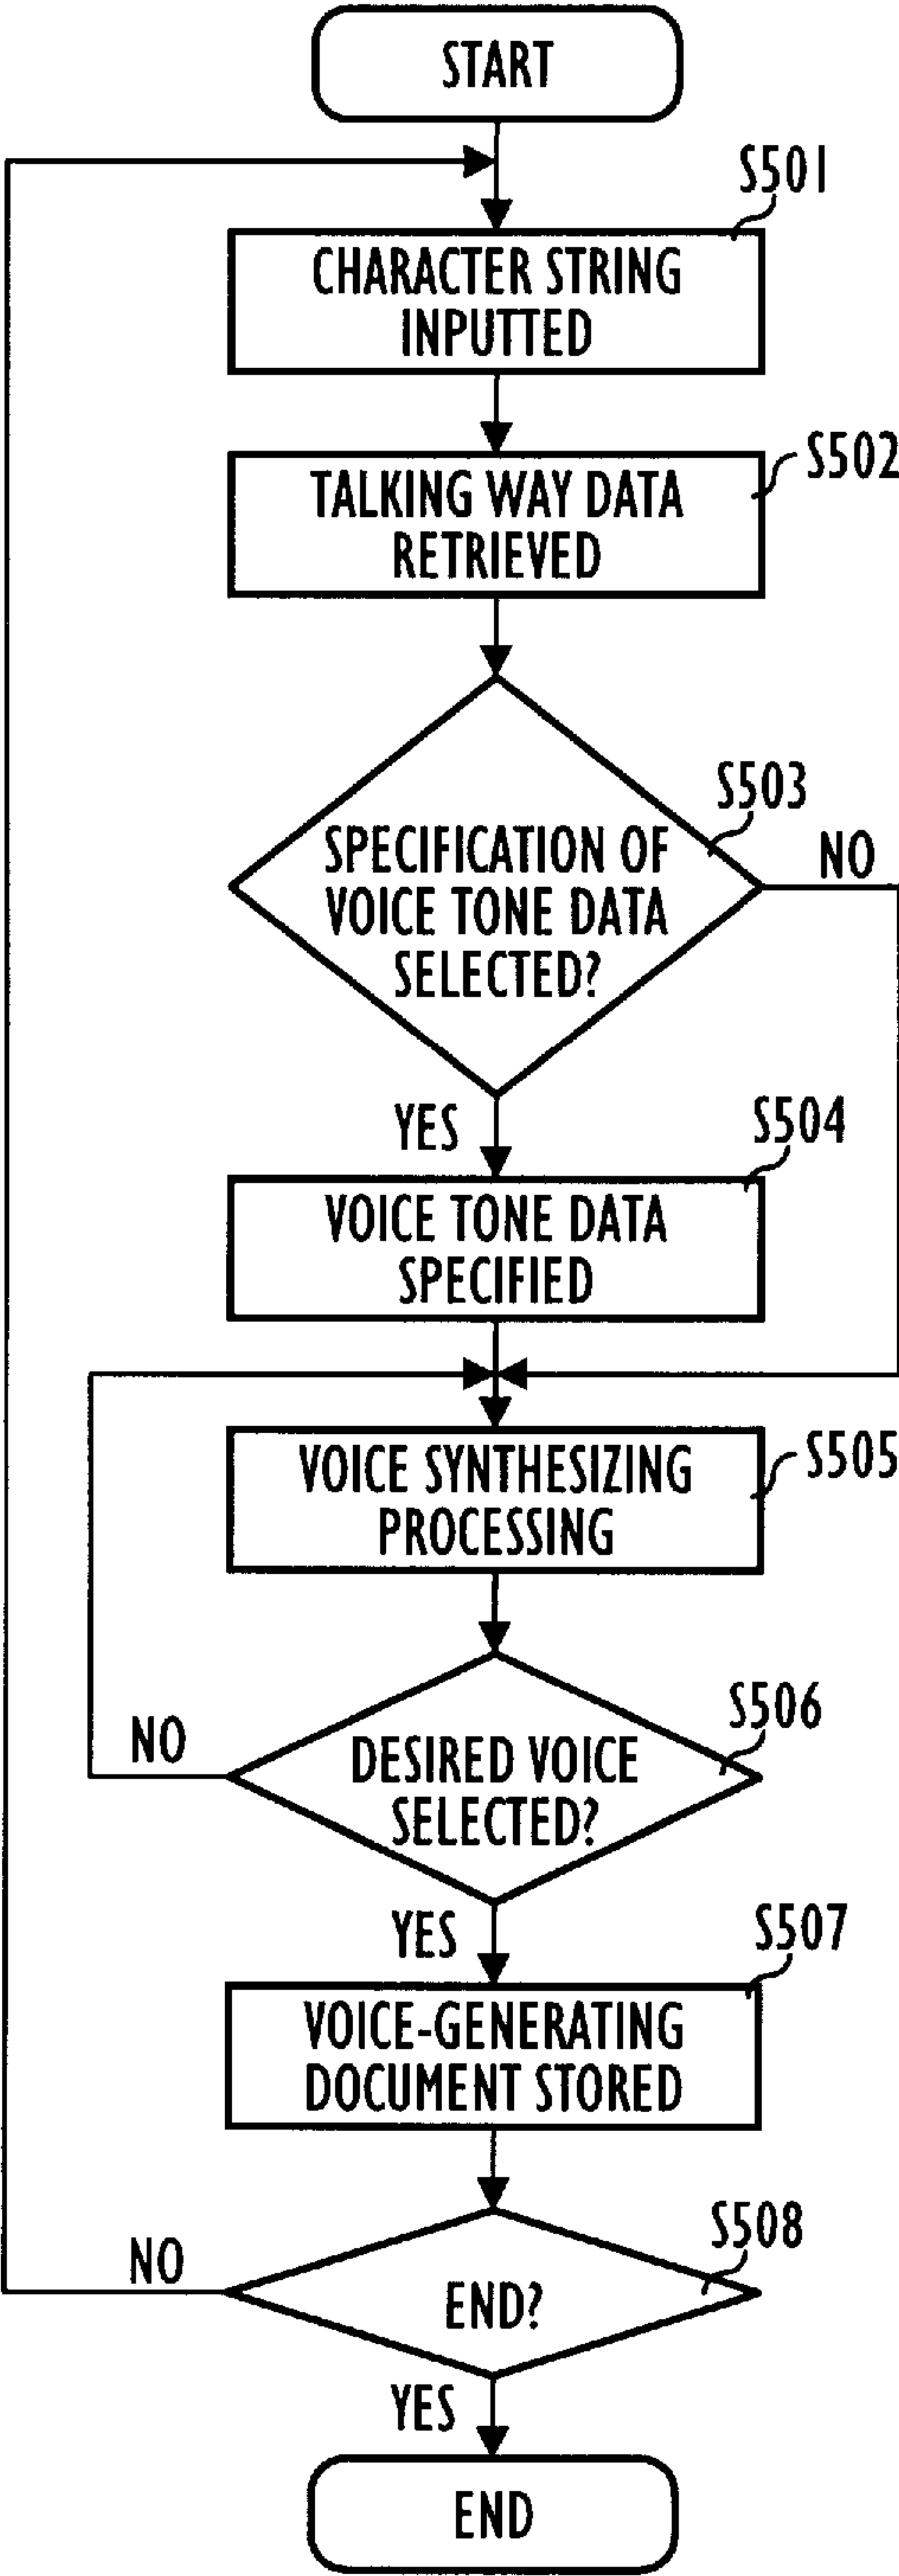 START
S501
CHARACTER STRING
INPUTTED
S502
TALKING WAY DATA
RETRIEVED
S503
SPECIFICATION OF
VOICE TONE DATA
SELECTED?
NO
YES
S504
VOICE TONE DATA
SPECIFIED
S505
VOICE SYNTHESIZING
PROCESSING
S506
DESIRED VOICE
SELECTED?
NO
YES
S507
VOICE-GENERATING
DOCUMENT STORED
S508
END?
NO
YES
END